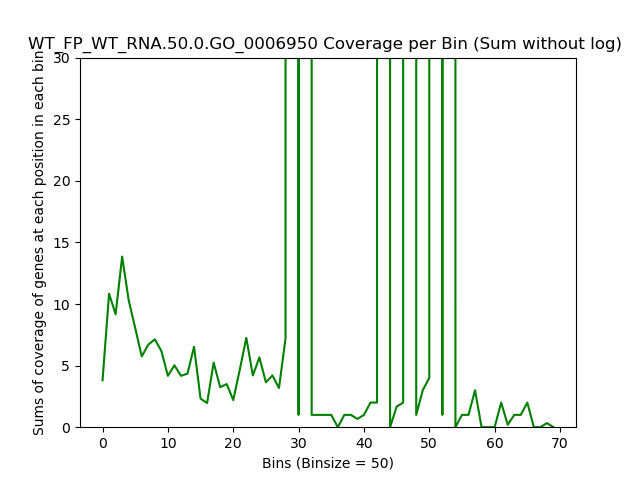 WT_FP_WT_RNA.50.0.GO_0006950 Coverage per Bin (Sum without log)
Sums of coverage of genes at each position in each bin
30
25
20
15
10
5
0
0 10 20 30 40 50 60 70
Bins (Binsize = 50)